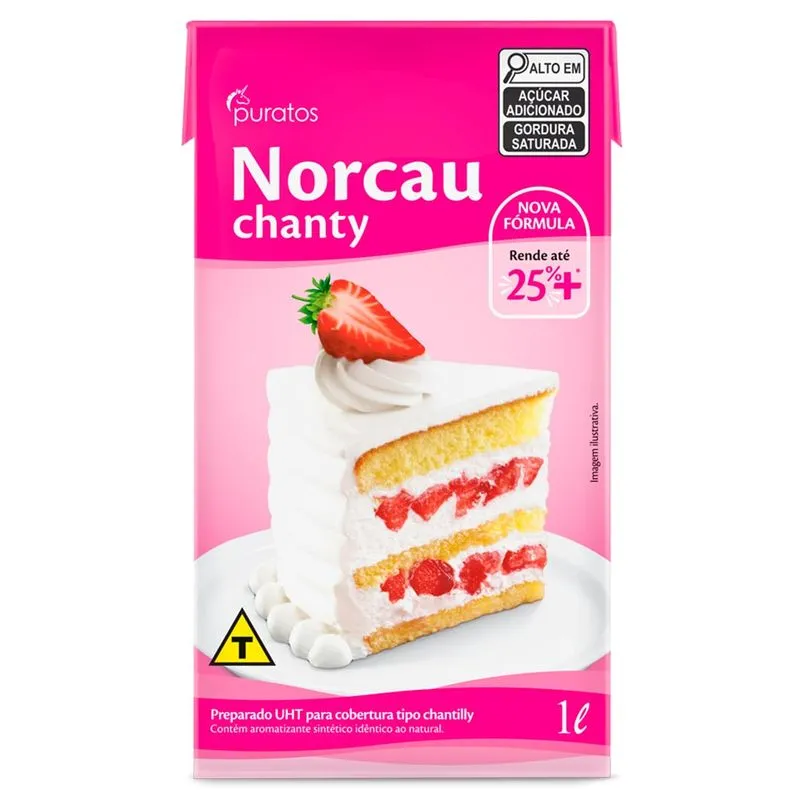 puratos
Norcau
chanty
ALTO EM
AÇÚCAR
ADICIONADO
GORDURA
SATURADA
NOVA
FÓRMULA
Rende até
25%+*
Imagem ilustrativa.
T
Preparado UHT para cobertura tipo chantilly
Contém aromatizante sintético idêntico ao natural.
1ℓ